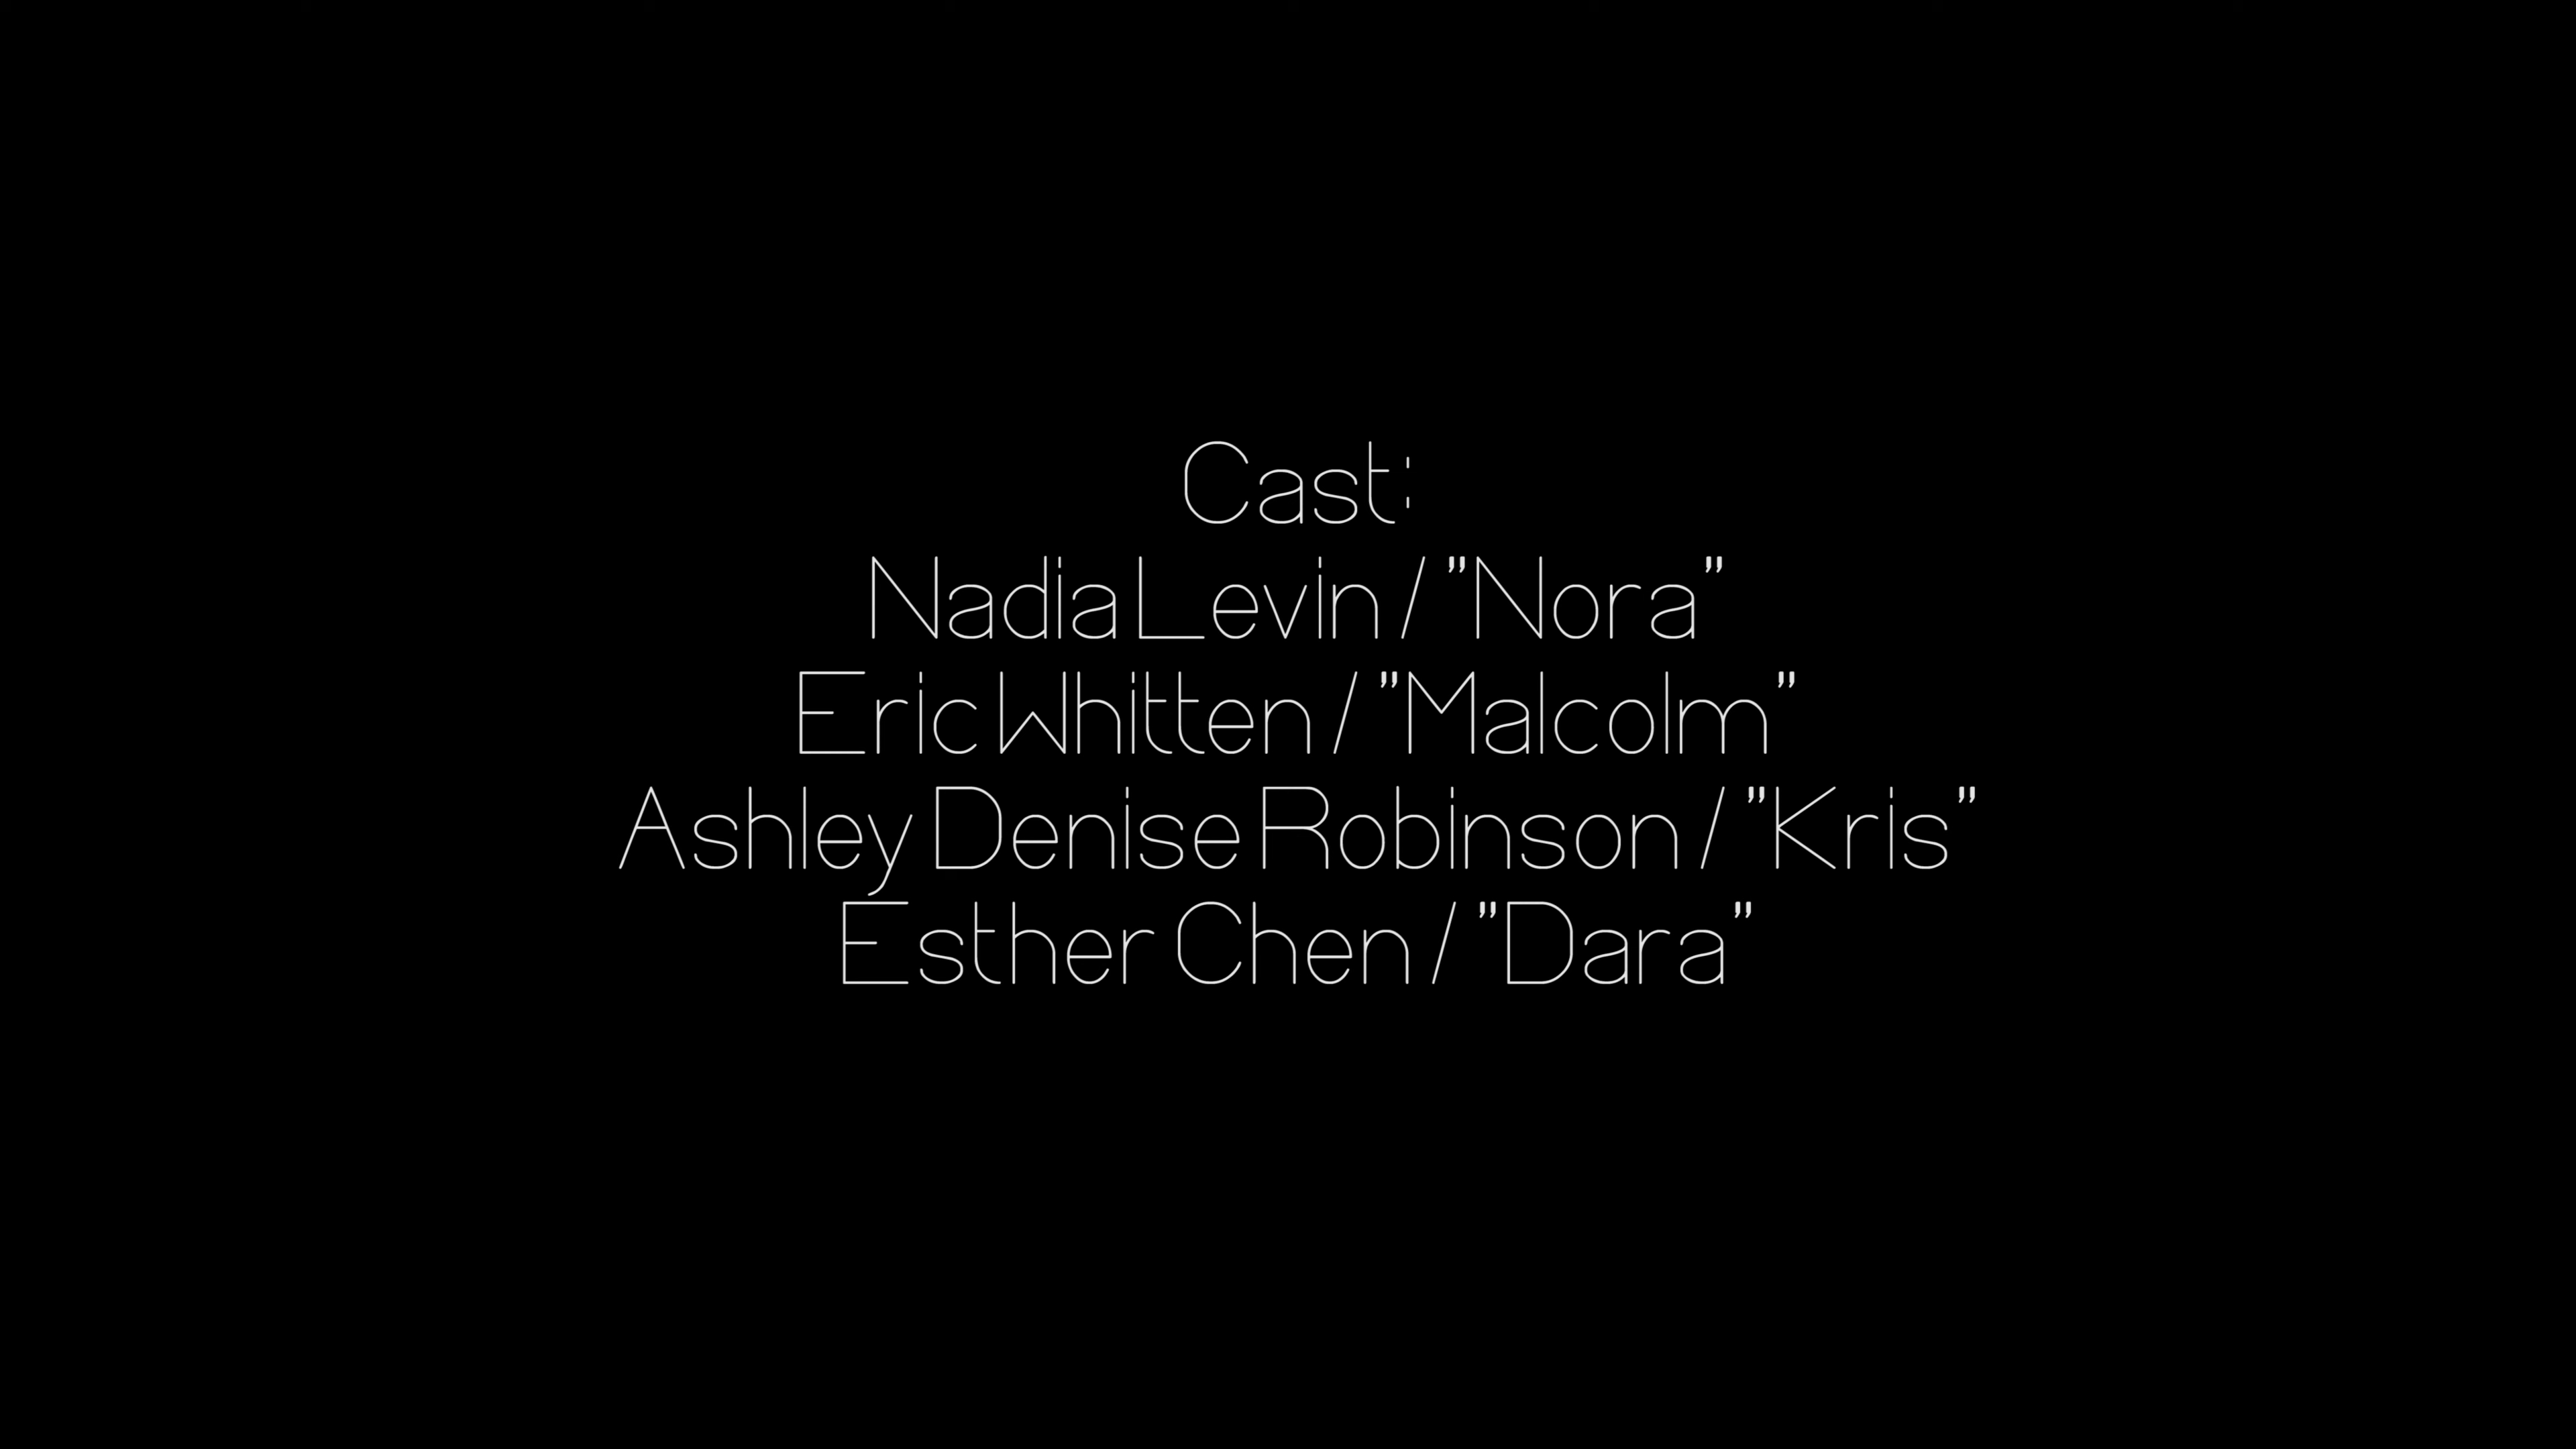 Cast:
Nadia Levin / "Nora"
Eric Whitten / "Malcolm"
Ashley Denise Robinson / "Kris"
Esther Chen / "Dara"